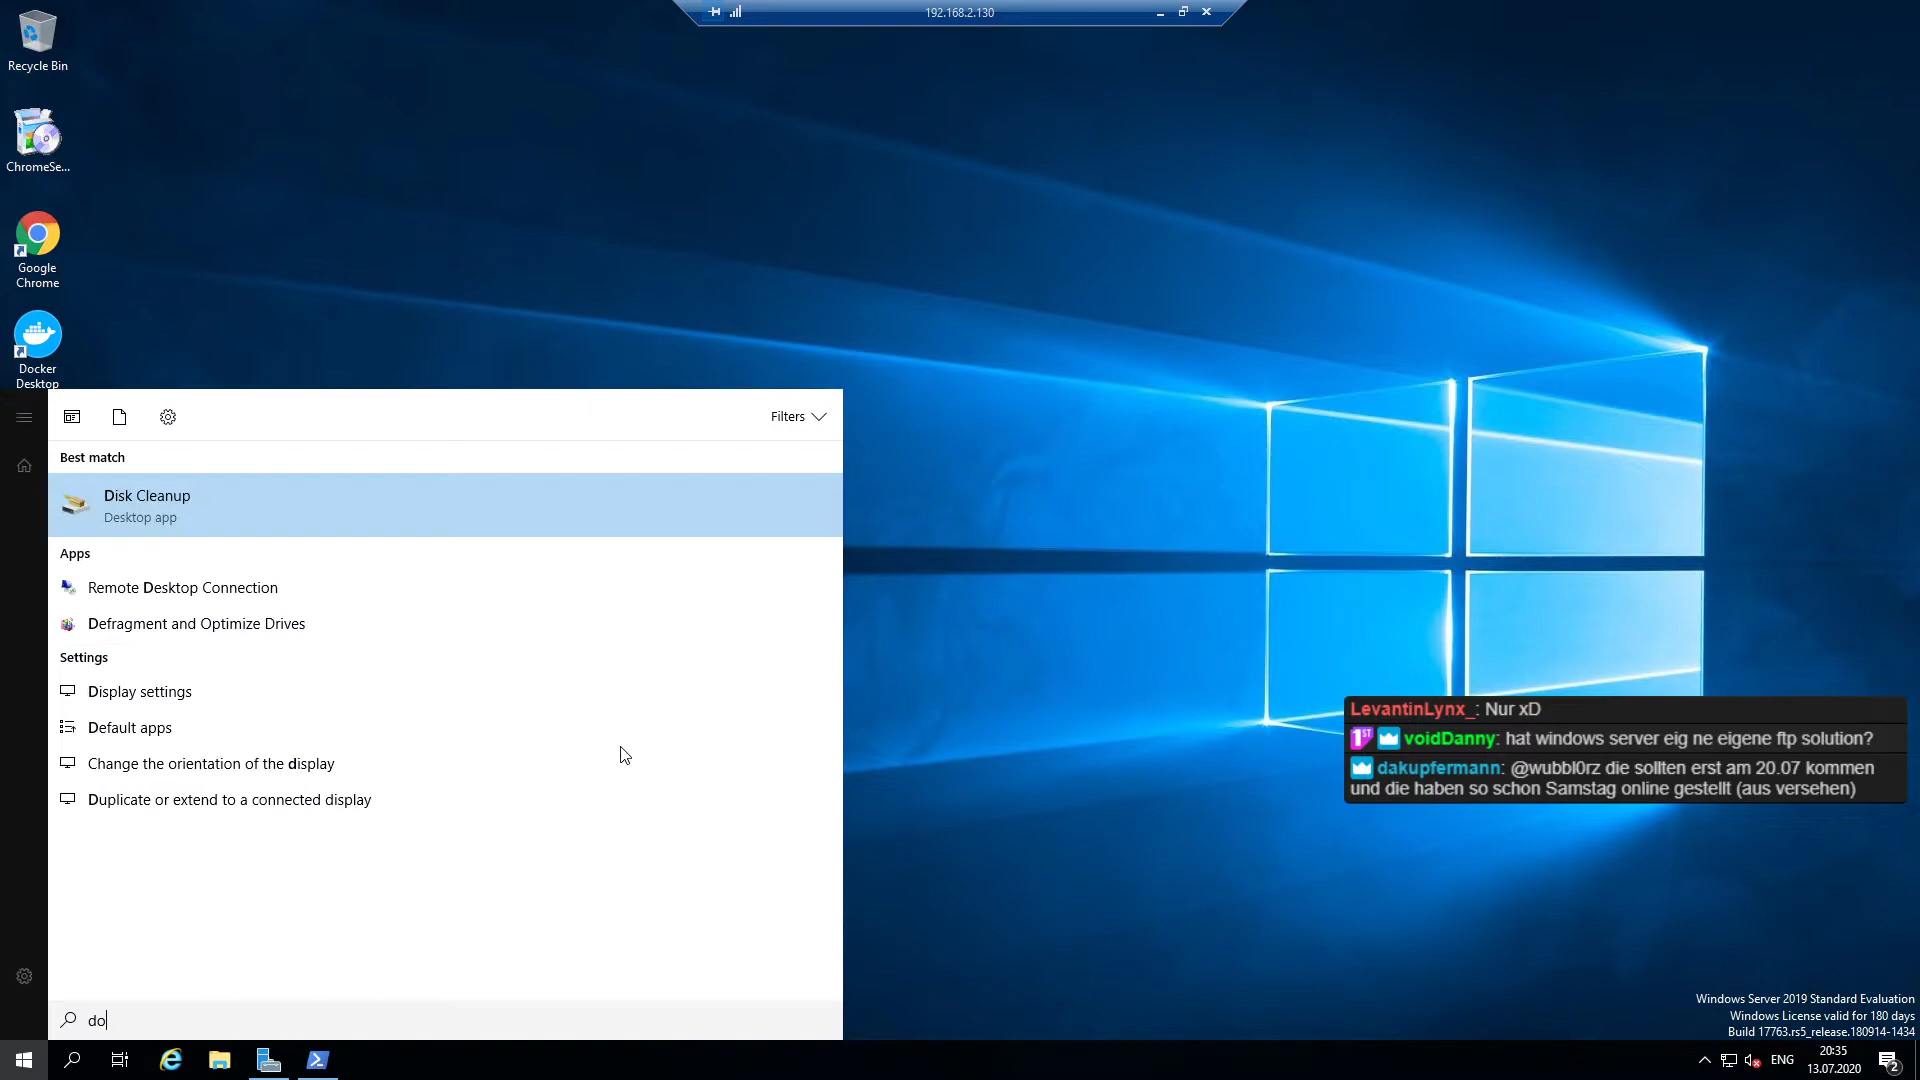 192.168.2.130
Recycle Bin
ChromeSe...
Google
Chrome
Docker
Desktop
Filters
Best match
Disk Cleanup
Desktop app
Apps
Remote Desktop Connection
Defragment and Optimize Drives
Settings
Display settings
Default apps
Change the orientation of the display
Duplicate or extend to a connected display
do
LevantinLynx_: Nur xD
1ST voidDanny: hat windows server eig ne eigene ftp solution?
dakupfermann: @wubbl0rz die sollten erst am 20.07 kommen
und die haben so schon Samstag online gestellt (aus versehen)
Windows Server 2019 Standard Evaluation
Windows License valid for 180 days
Build 17763.rs5_release.180914-1434
ENG
20:35
13.07.2020
2